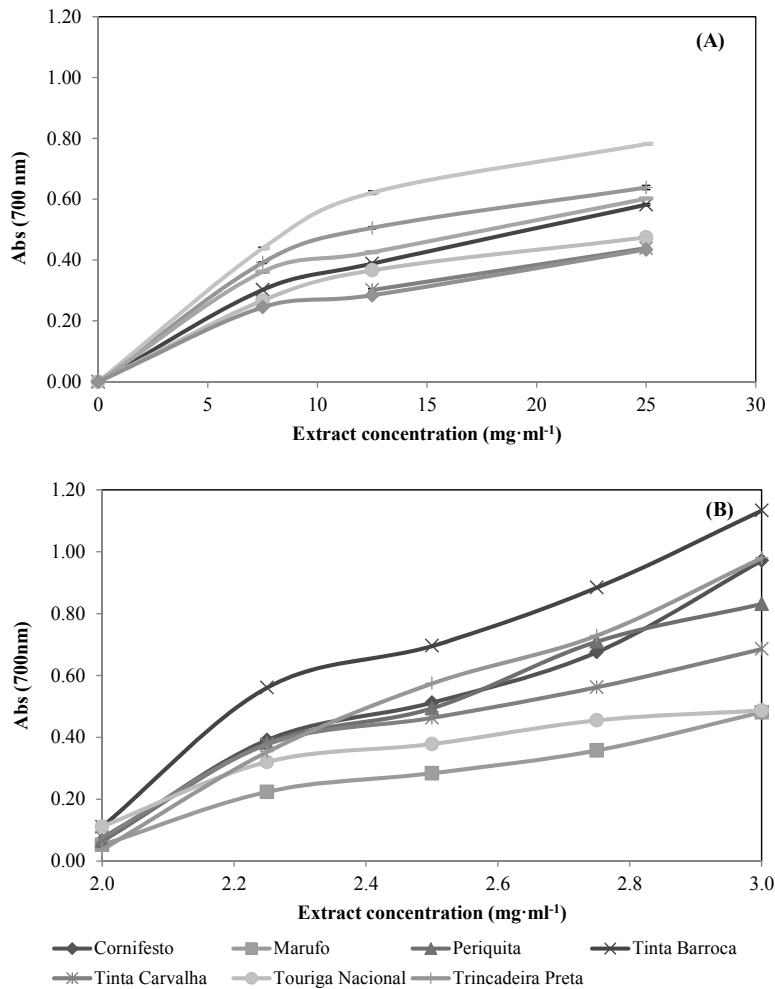 1.20
(A)
1.00
0.80
0.60
0.40
0.20
0.00
Abs (700 nm)
0 5 10 15 20 25 30
Extract concentration (mg·ml-1)
1.20
(B)
1.00
0.80
0.60
0.40
0.20
0.00
Abs (700nm)
2.0 2.2 2.4 2.6 2.8 3.0
Extract concentration (mg·ml-1)
Cornifesto Marufo Periquita Tinta Barroca
Tinta Carvalha Touriga Nacional Trincadeira Preta